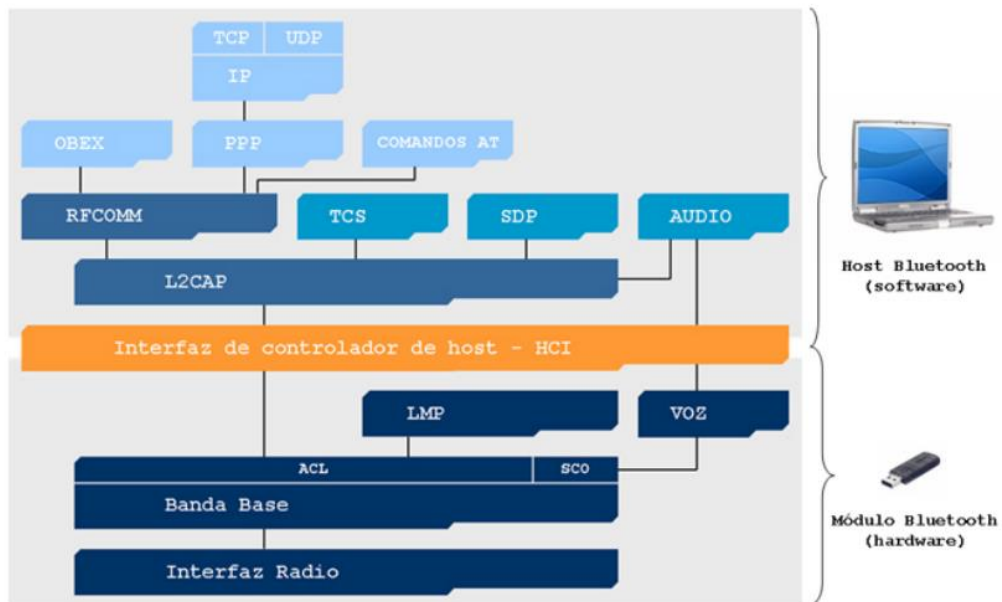 TCP UDP
IP
OBEX PPP COMANDOS AT
RFCOMM TCS SDP AUDIO
L2CAP
Host Bluetooth
(software)
Interfaz de controlador de host - HCI
LMP VOZ
ACL SCO
Banda Base
Módulo Bluetooth
(hardware)
Interfaz Radio